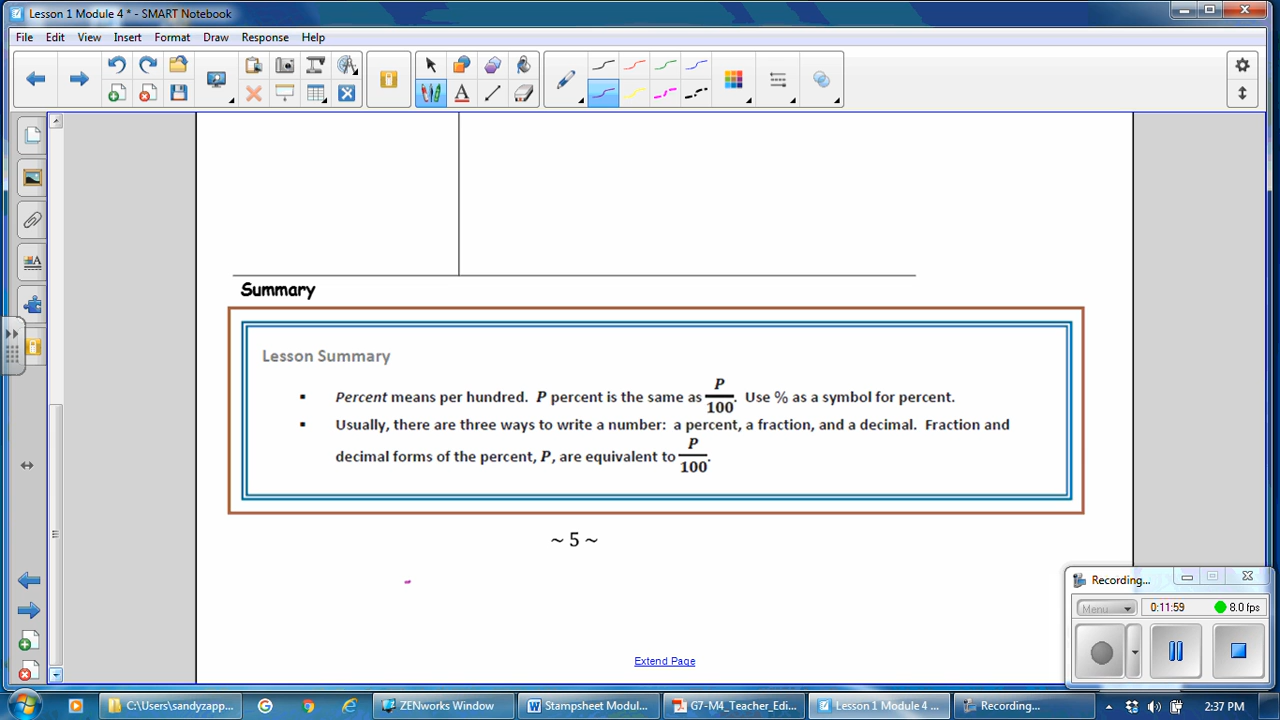 Lesson 1 Module 4 * - SMART Notebook
File Edit View Insert Format Draw Response Help
Summary
Lesson Summary
▪ Percent means per hundred. P percent is the same as P/100. Use % as a symbol for percent.
▪ Usually, there are three ways to write a number: a percent, a fraction, and a decimal. Fraction and
decimal forms of the percent, P, are equivalent to P/100.
~ 5 ~
Extend Page
Recording...
Menu 0:11:59 8.0 fps
C:\Users\sandyzapp... ZENworks Window Stampsheet Modul... G7-M4_Teacher_Edi... Lesson 1 Module 4 ... Recording... 2:37 PM